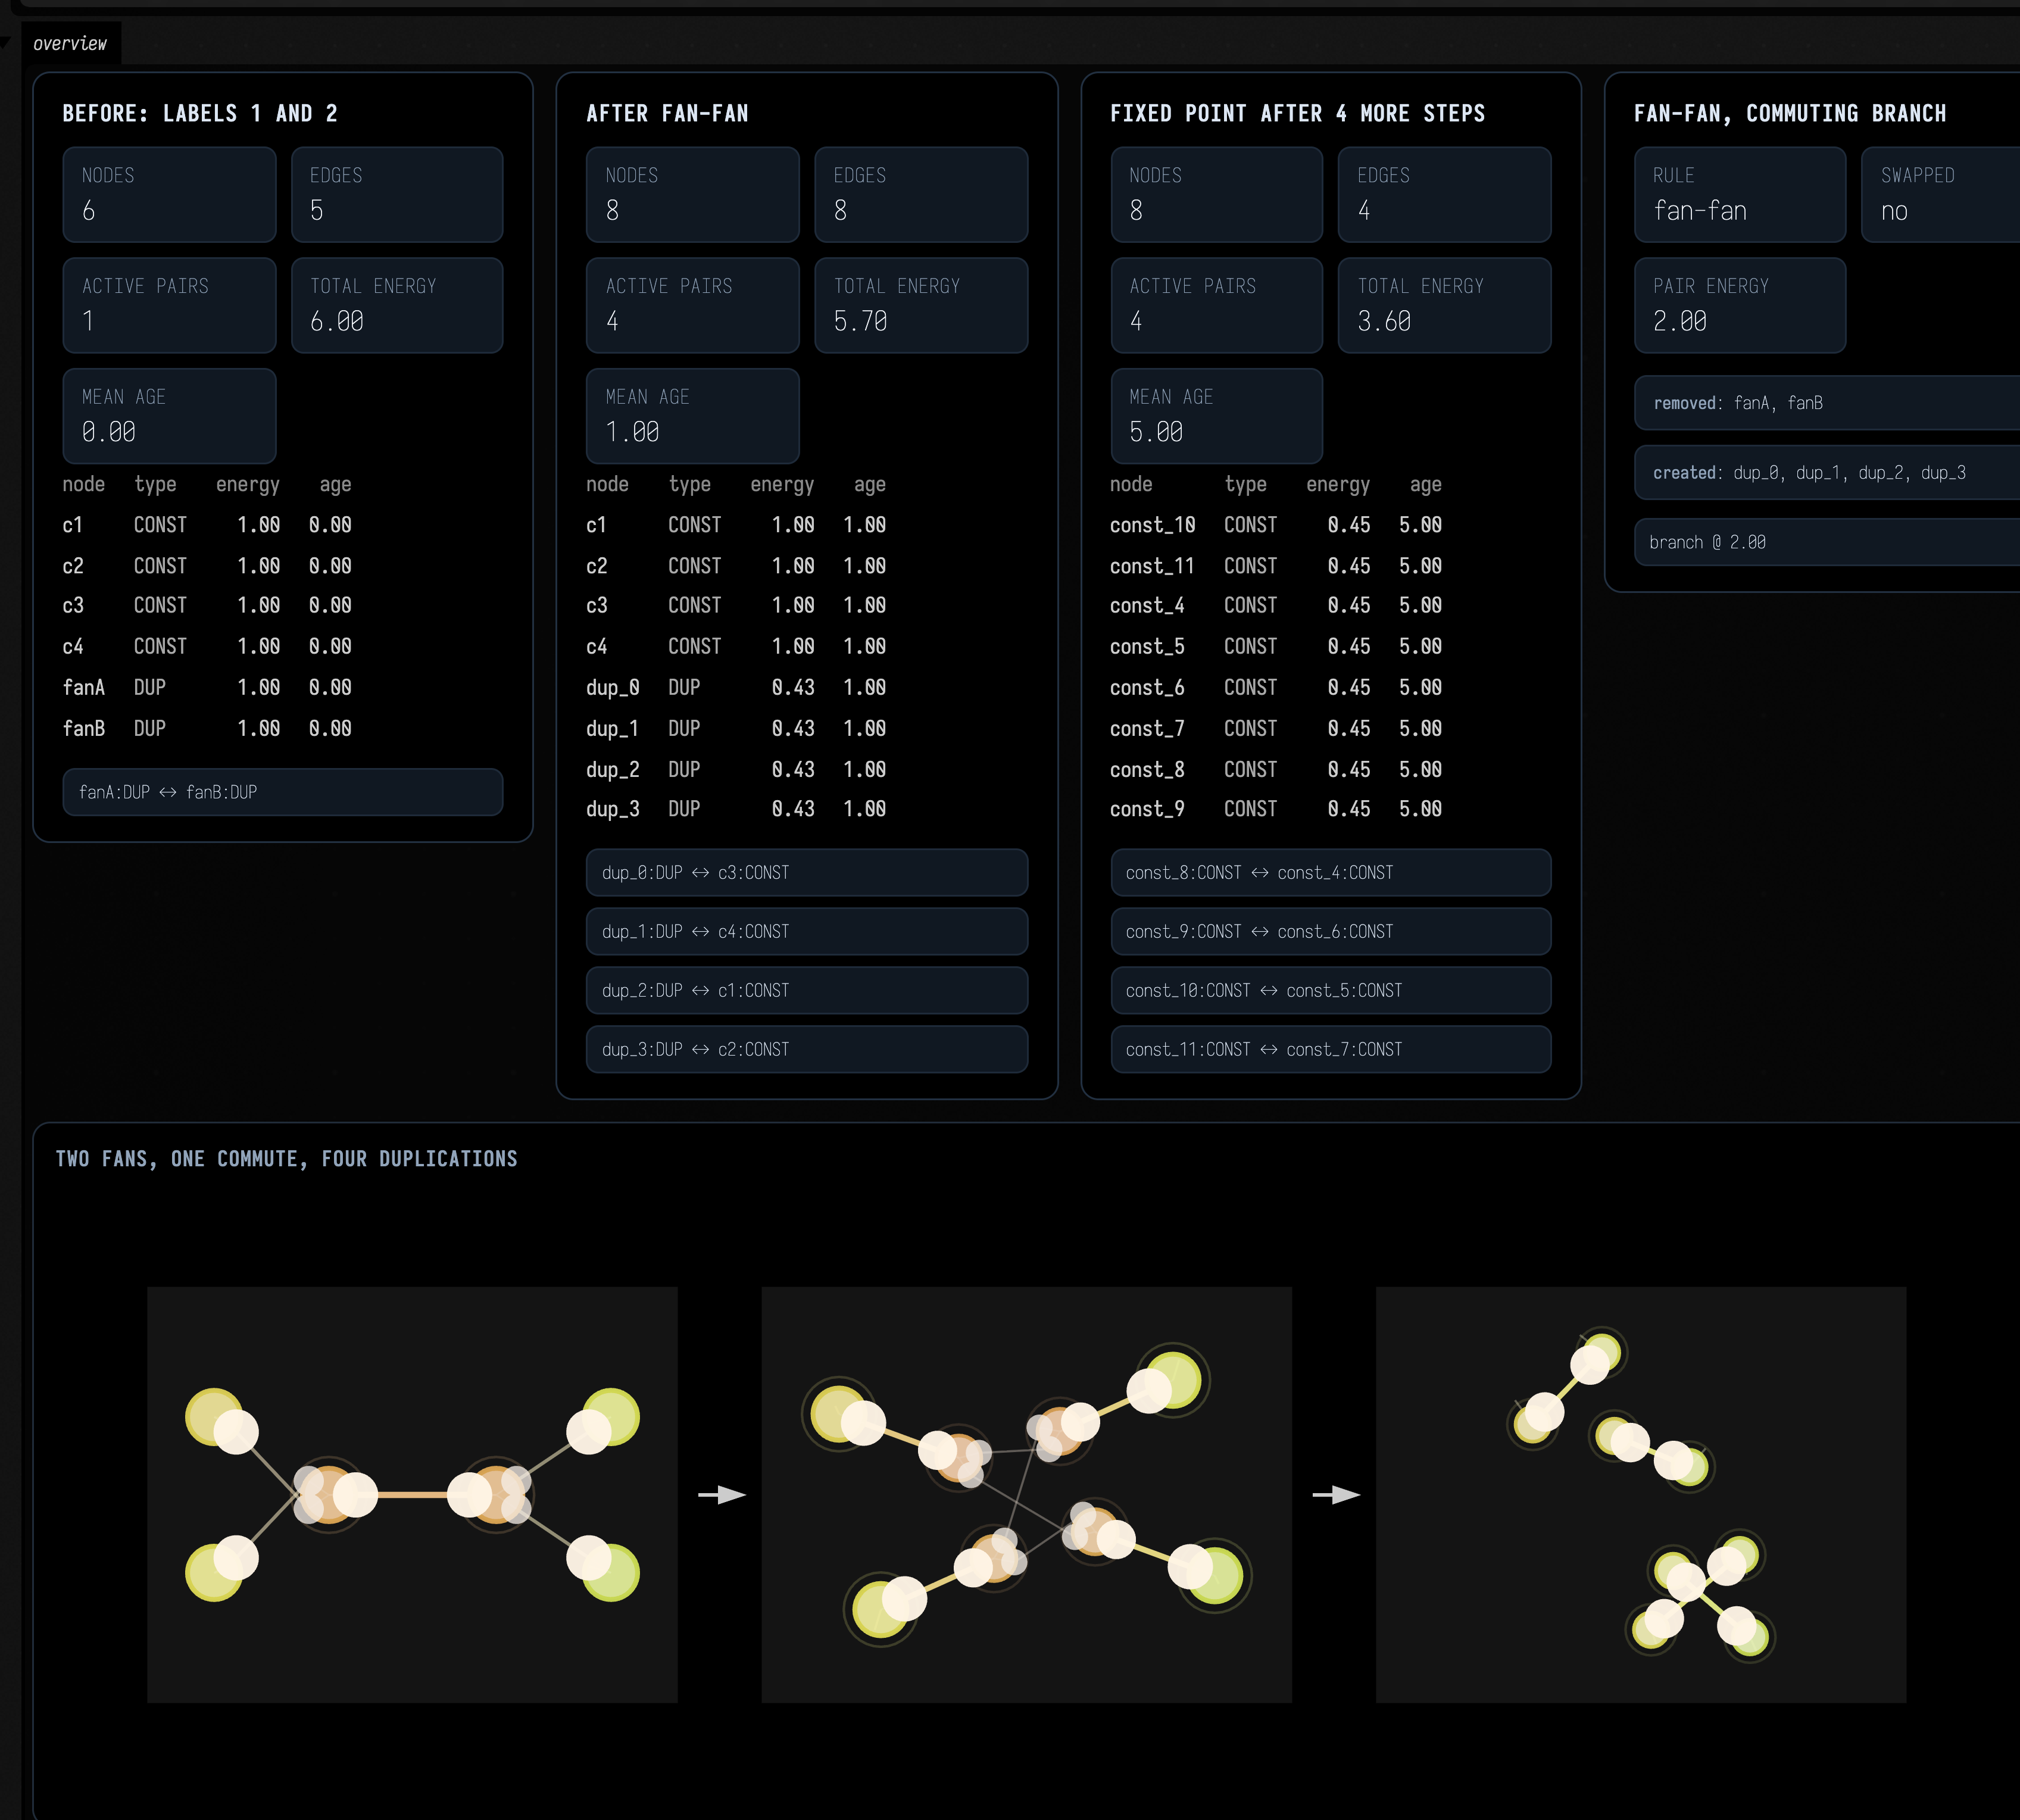 overview
BEFORE: LABELS 1 AND 2
NODES
6
EDGES
5
ACTIVE PAIRS
1
TOTAL ENERGY
6.00
MEAN AGE
0.00
node type energy age
c1 CONST 1.00 0.00
c2 CONST 1.00 0.00
c3 CONST 1.00 0.00
c4 CONST 1.00 0.00
fanA DUP 1.00 0.00
fanB DUP 1.00 0.00
fanA:DUP ↔ fanB:DUP
AFTER FAN-FAN
NODES
8
EDGES
8
ACTIVE PAIRS
4
TOTAL ENERGY
5.70
MEAN AGE
1.00
node type energy age
c1 CONST 1.00 1.00
c2 CONST 1.00 1.00
c3 CONST 1.00 1.00
c4 CONST 1.00 1.00
dup_0 DUP 0.43 1.00
dup_1 DUP 0.43 1.00
dup_2 DUP 0.43 1.00
dup_3 DUP 0.43 1.00
dup_0:DUP ↔ c3:CONST
dup_1:DUP ↔ c4:CONST
dup_2:DUP ↔ c1:CONST
dup_3:DUP ↔ c2:CONST
FIXED POINT AFTER 4 MORE STEPS
NODES
8
EDGES
4
ACTIVE PAIRS
4
TOTAL ENERGY
3.60
MEAN AGE
5.00
node type energy age
const_10 CONST 0.45 5.00
const_11 CONST 0.45 5.00
const_4 CONST 0.45 5.00
const_5 CONST 0.45 5.00
const_6 CONST 0.45 5.00
const_7 CONST 0.45 5.00
const_8 CONST 0.45 5.00
const_9 CONST 0.45 5.00
const_8:CONST ↔ const_4:CONST
const_9:CONST ↔ const_6:CONST
const_10:CONST ↔ const_5:CONST
const_11:CONST ↔ const_7:CONST
FAN-FAN, COMMUTING BRANCH
RULE
fan-fan
SWAPPED
no
PAIR ENERGY
2.00
removed: fanA, fanB
created: dup_0, dup_1, dup_2, dup_3
branch @ 2.00
TWO FANS, ONE COMMUTE, FOUR DUPLICATIONS